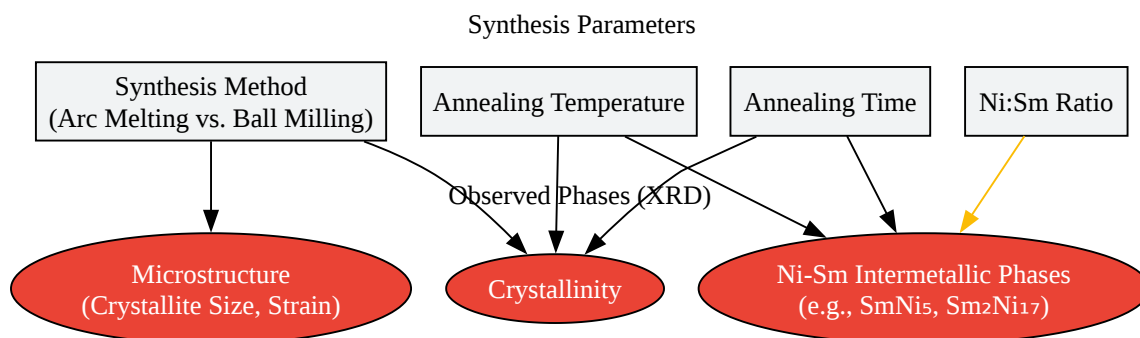 Synthesis Parameters
Synthesis Method
(Arc Melting vs. Ball Milling)
Annealing Temperature
Annealing Time
Ni:Sm Ratio
Observed Phases (XRD)
Microstructure
(Crystallite Size, Strain)
Crystallinity
Ni-Sm Intermetallic Phases
(e.g., SmNi₅, Sm₂Ni₁₇)